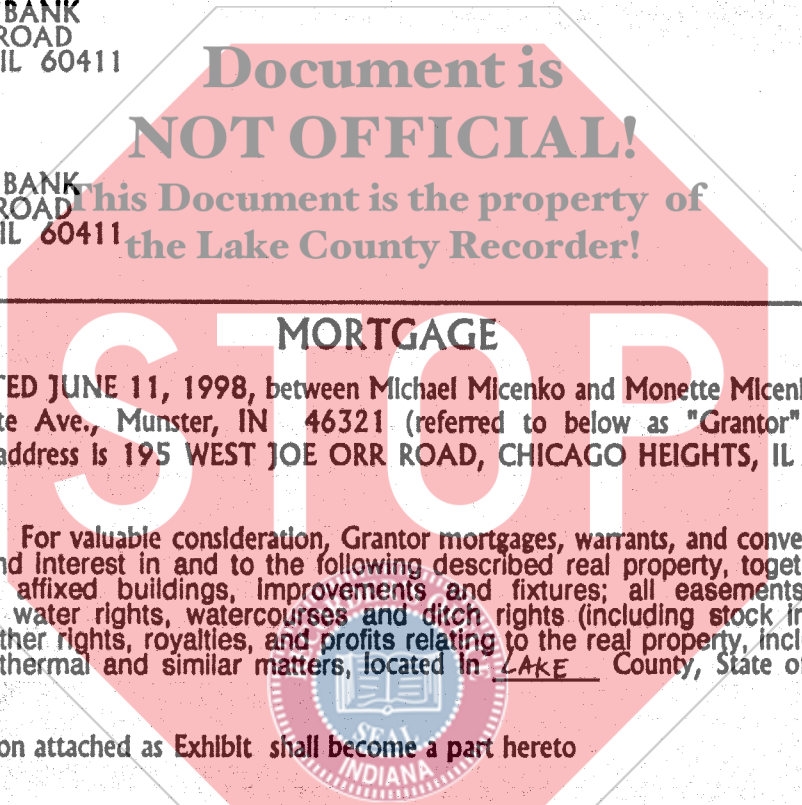 BANK
ROAD
IL 60411
Document is
NOT OFFICIAL!
BANK
This Document is the property of
ROAD
IL 60411
the Lake County Recorder!
MORTGAGE
STOP
TED JUNE 11, 1998, between Michael Micenko and Monette Micenk
te Ave., Munster, IN 46321 (referred to below as "Grantor"
address is 195 WEST JOE ORR ROAD, CHICAGO HEIGHTS, IL
For valuable consideration, Grantor mortgages, warrants, and conve
nd interest in and to the following described real property, toget
affixed buildings, improvements and fixtures; all easements
water rights, watercourses and ditch rights (including stock in
ther rights, royalties, and profits relating to the real property, incl
thermal and similar matters, located in LAKE County, State o
SEAL
INDIANA
on attached as Exhibit shall become a part hereto